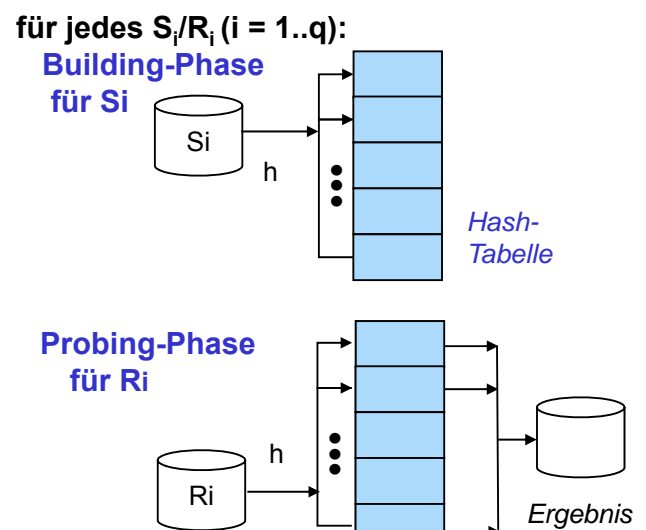 für jedes Si/Ri (i = 1..q):
Building-Phase
für Si
Si
h
Hash-
Tabelle
Probing-Phase
für Ri
h
Ri
Ergebnis